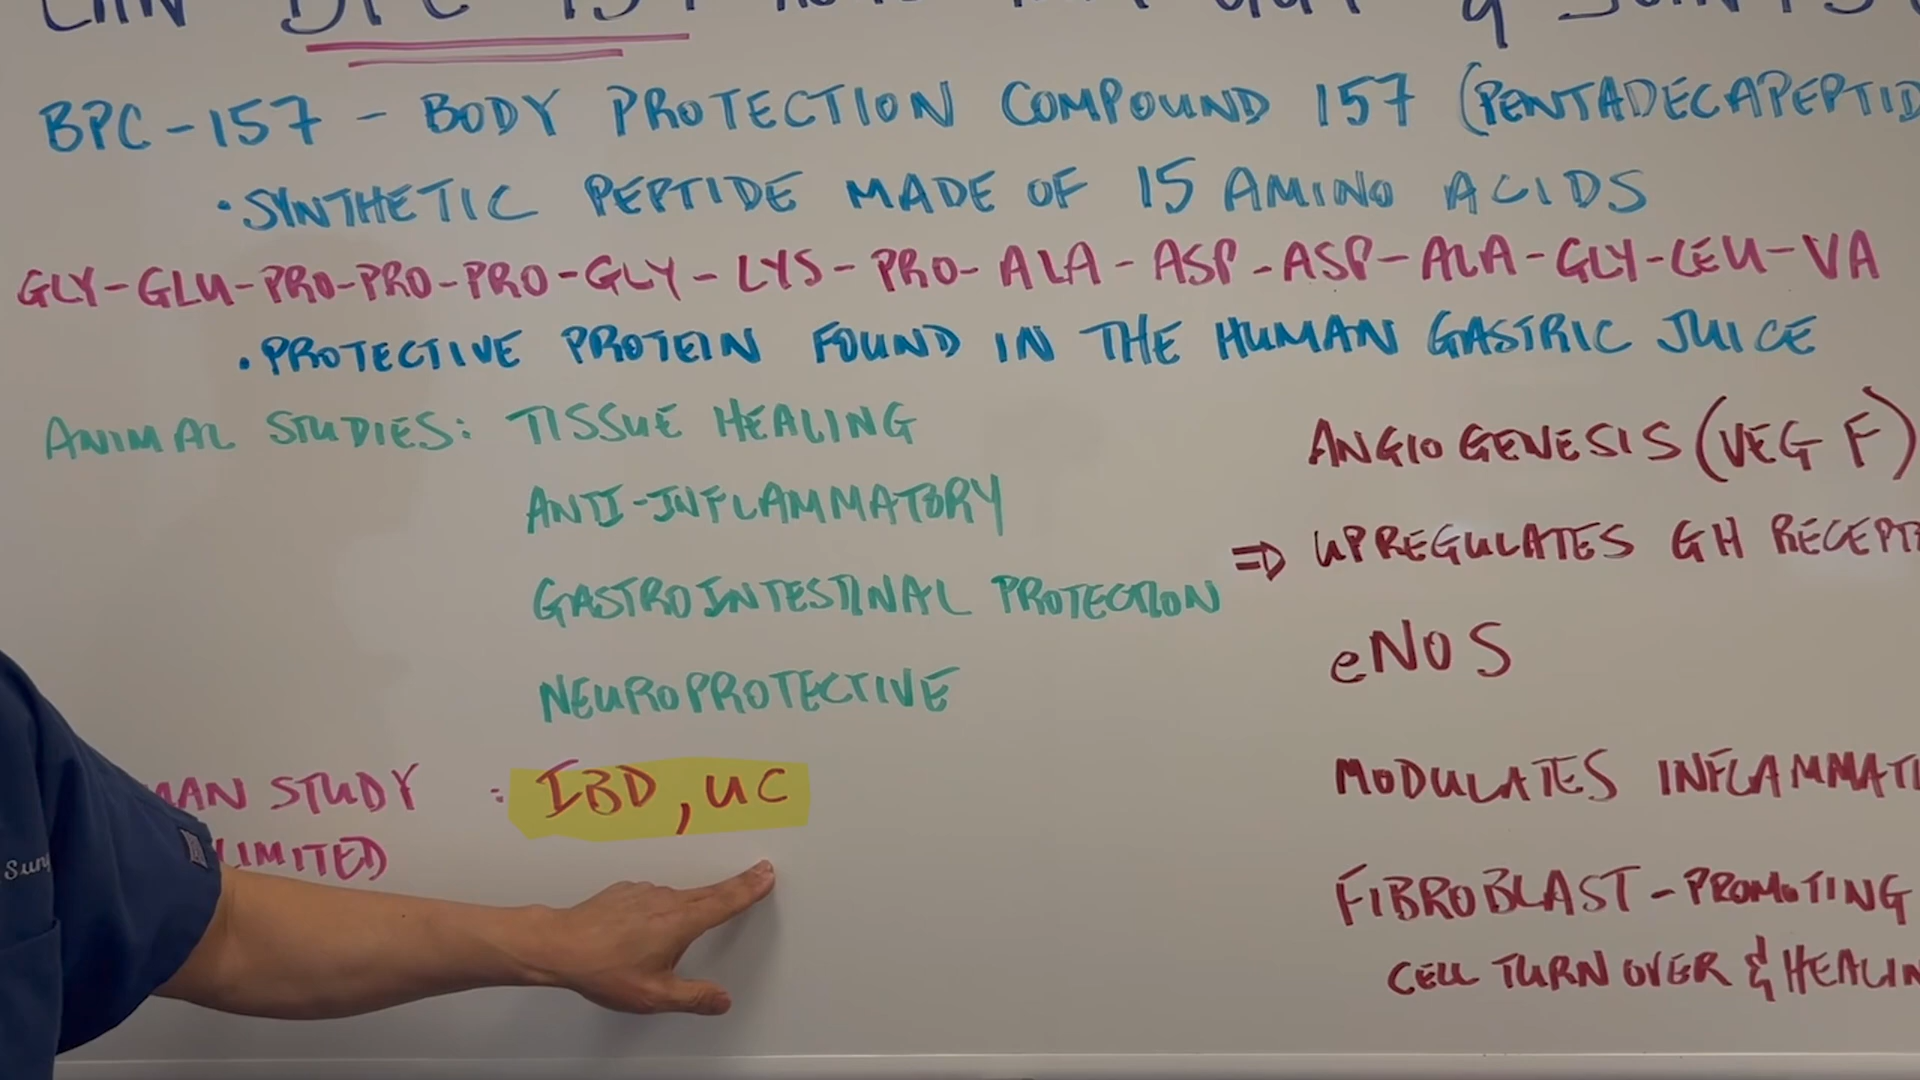 BPC-157 - BODY PROTECTION COMPOUND 157 (PENTADECAPEPTID
• SYNTHETIC PEPTIDE MADE OF 15 AMINO ACIDS
GLY-GLU-PRO-PRO-PRO-GLY-LYS-PRO-ALA-ASP-ASP-ALA-GLY-LEU-VA
• PROTECTIVE PROTEIN FOUND IN THE HUMAN GASTRIC JUICE
ANIMAL STUDIES: TISSUE HEALING
ANTI-INFLAMMATORY
GASTROINTESTINAL PROTECTION
NEUROPROTECTIVE
MAN STUDY : IBD, UC
LIMITED
ANGIOGENESIS (VEGF)
⇒ UPREGULATES GH RECEPT
eNOS
MODULATES INFLAMMATI
FIBROBLAST - PROMOTING
CELL TURNOVER & HEALIN
Sung